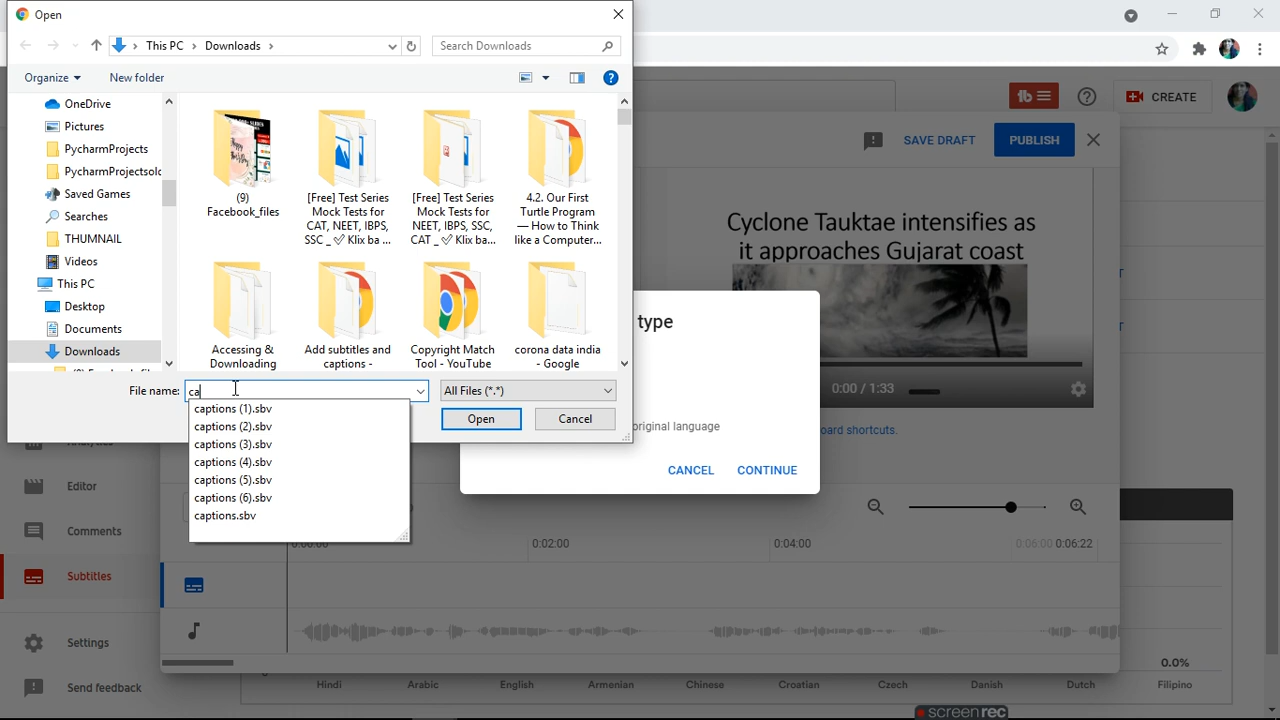 Open
This PC
Downloads
Search Downloads
Organize
New folder
OneDrive
Pictures
PycharmProjects
PycharmProjectsolc
Saved Games
Searches
THUMNAIL
Videos
This PC
Desktop
Documents
Downloads
(9)
Facebook_files
[Free] Test Series
Mock Tests for
CAT, NEET, IBPS,
SSC _ ✅ Klix ba ...
[Free] Test Series
Mock Tests for
NEET, IBPS, SSC,
CAT _ ✅ Klix ba...
4.2. Our First
Turtle Program
— How to Think
like a Computer...
Accessing &
Downloading
Add subtitles and
captions -
Copyright Match
Tool - YouTube
corona data india
- Google
File name:
ca
All Files (*.*)
captions (1).sbv
captions (2).sbv
captions (3).sbv
captions (4).sbv
captions (5).sbv
captions (6).sbv
captions.sbv
Open
Cancel
CREATE
SAVE DRAFT
PUBLISH
Cyclone Tauktae intensifies as
it approaches Gujarat coast
0:00 / 1:33
type
original language
CANCEL
CONTINUE
oard shortcuts.
Editor
Comments
Subtitles
Settings
Send feedback
0:00:00
0:02:00
0:04:00
0:06:00
0:06:22
0.0%
Hindi
Arabic
English
Armenian
Chinese
Croatian
Czech
Danish
Dutch
Filipino
screenrec